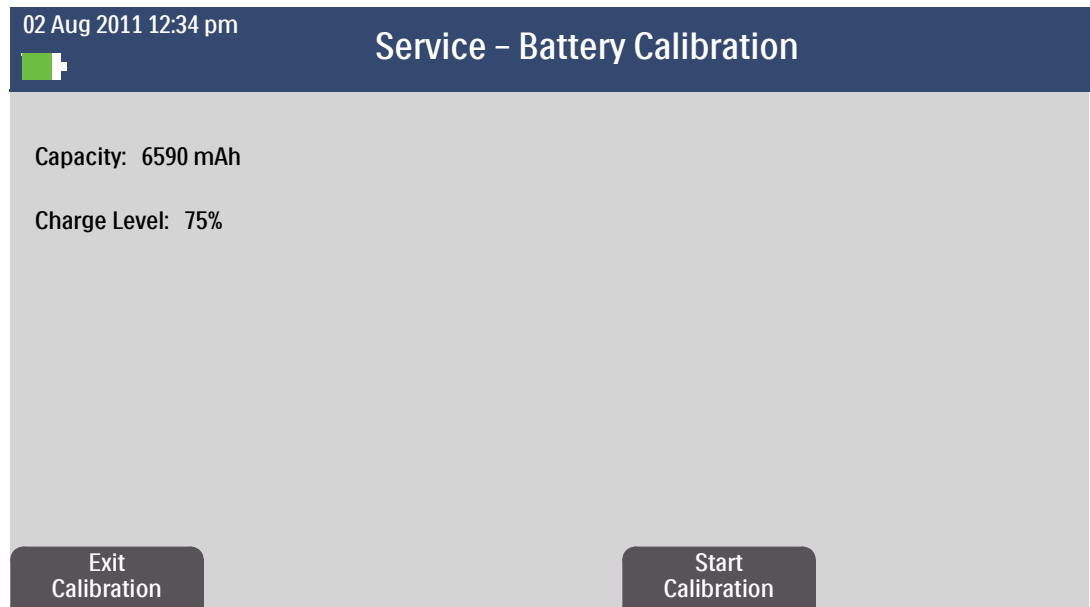 02 Aug 2011 12:34 pm
Service – Battery Calibration
Capacity: 6590 mAh
Charge Level: 75%
Exit
Calibration
Start
Calibration